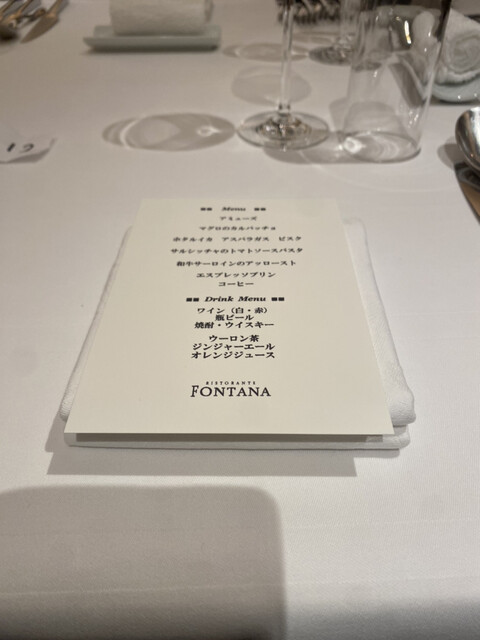 Menu
アミューズ
マグロのカルパッチョ
ホタルイカ アスパラガス ビスク
サルシッチャのトマトソースパスタ
和牛サーロインのアッロースト
エスプレッソプリン
コーヒー
Drink Menu
ワイン（白・赤）
瓶ビール
焼酎・ウイスキー
ウーロン茶
ジンジャーエール
オレンジジュース
RISTORANTE
FONTANA